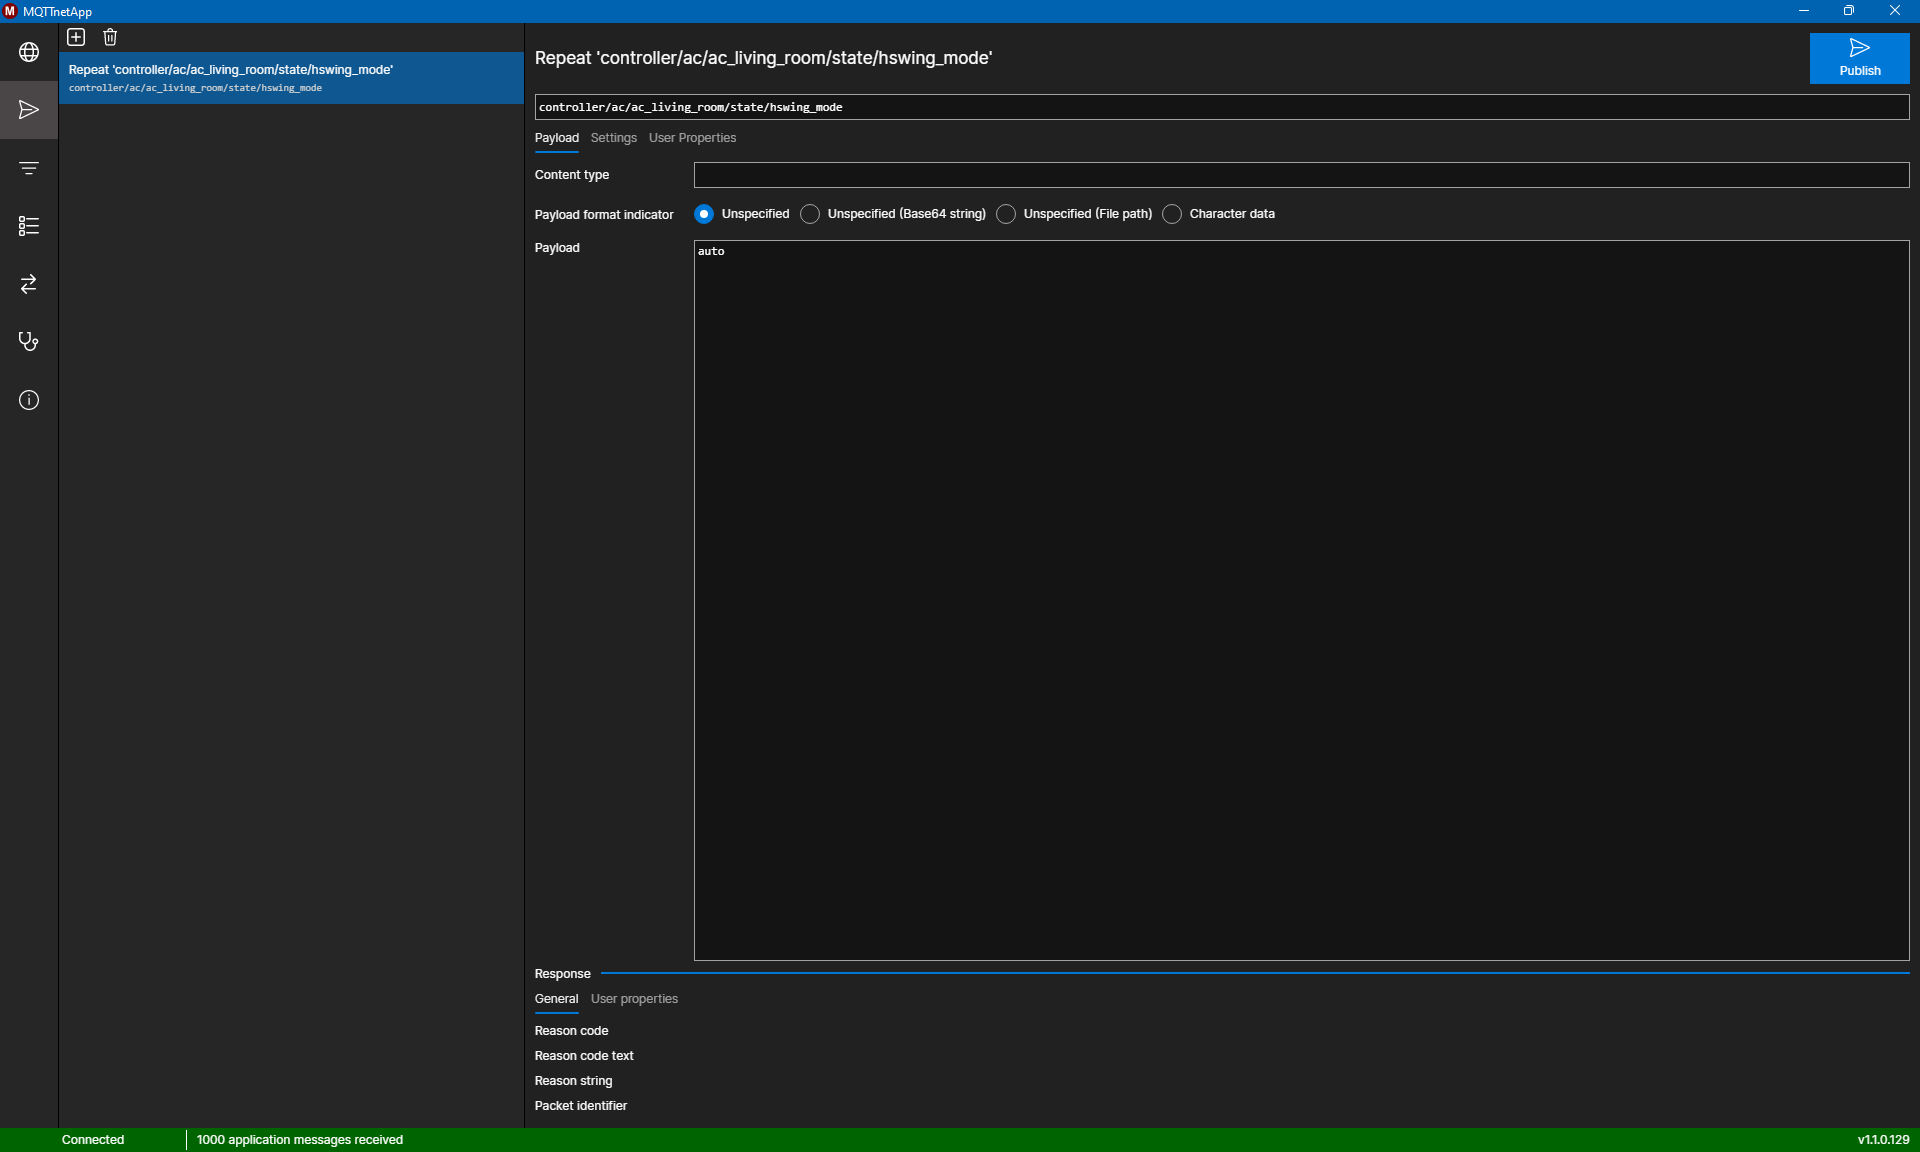 M MQTTnetApp
Repeat 'controller/ac/ac_living_room/state/hswing_mode'
controller/ac/ac_living_room/state/hswing_mode
Repeat 'controller/ac/ac_living_room/state/hswing_mode'
Publish
controller/ac/ac_living_room/state/hswing_mode
Payload Settings User Properties
Content type
Payload format indicator Unspecified Unspecified (Base64 string) Unspecified (File path) Character data
Payload
auto
Response
General User properties
Reason code
Reason code text
Reason string
Packet identifier
Connected 1000 application messages received v1.1.0.129